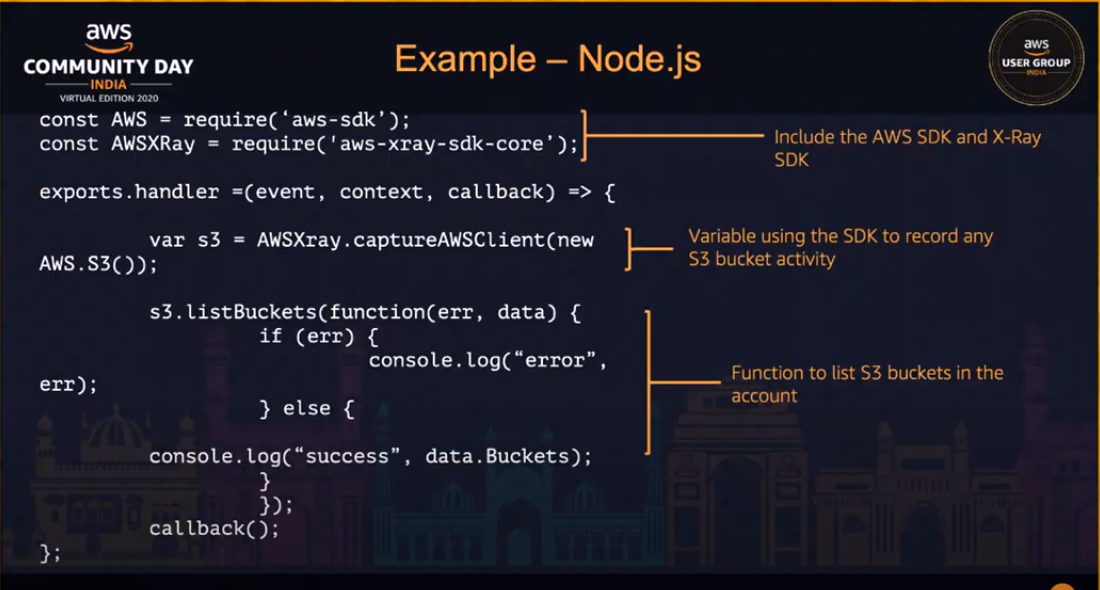 aws
COMMUNITY DAY
INDIA
VIRTUAL EDITION 2020
Example – Node.js
aws
USER GROUP
INDIA
const AWS = require(‘aws-sdk’);
const AWSXRay = require('aws-xray-sdk-core’);
Include the AWS SDK and X-Ray
SDK
exports.handler =(event, context, callback) => {
var s3 = AWSXray.captureAWSClient(new
AWS.S3());
Variable using the SDK to record any
S3 bucket activity
s3.listBuckets(function(err, data) {
if (err) {
console.log(“error”,
err);
} else {
console.log(“success”, data.Buckets);
}
});
callback();
};
Function to list S3 buckets in the
account